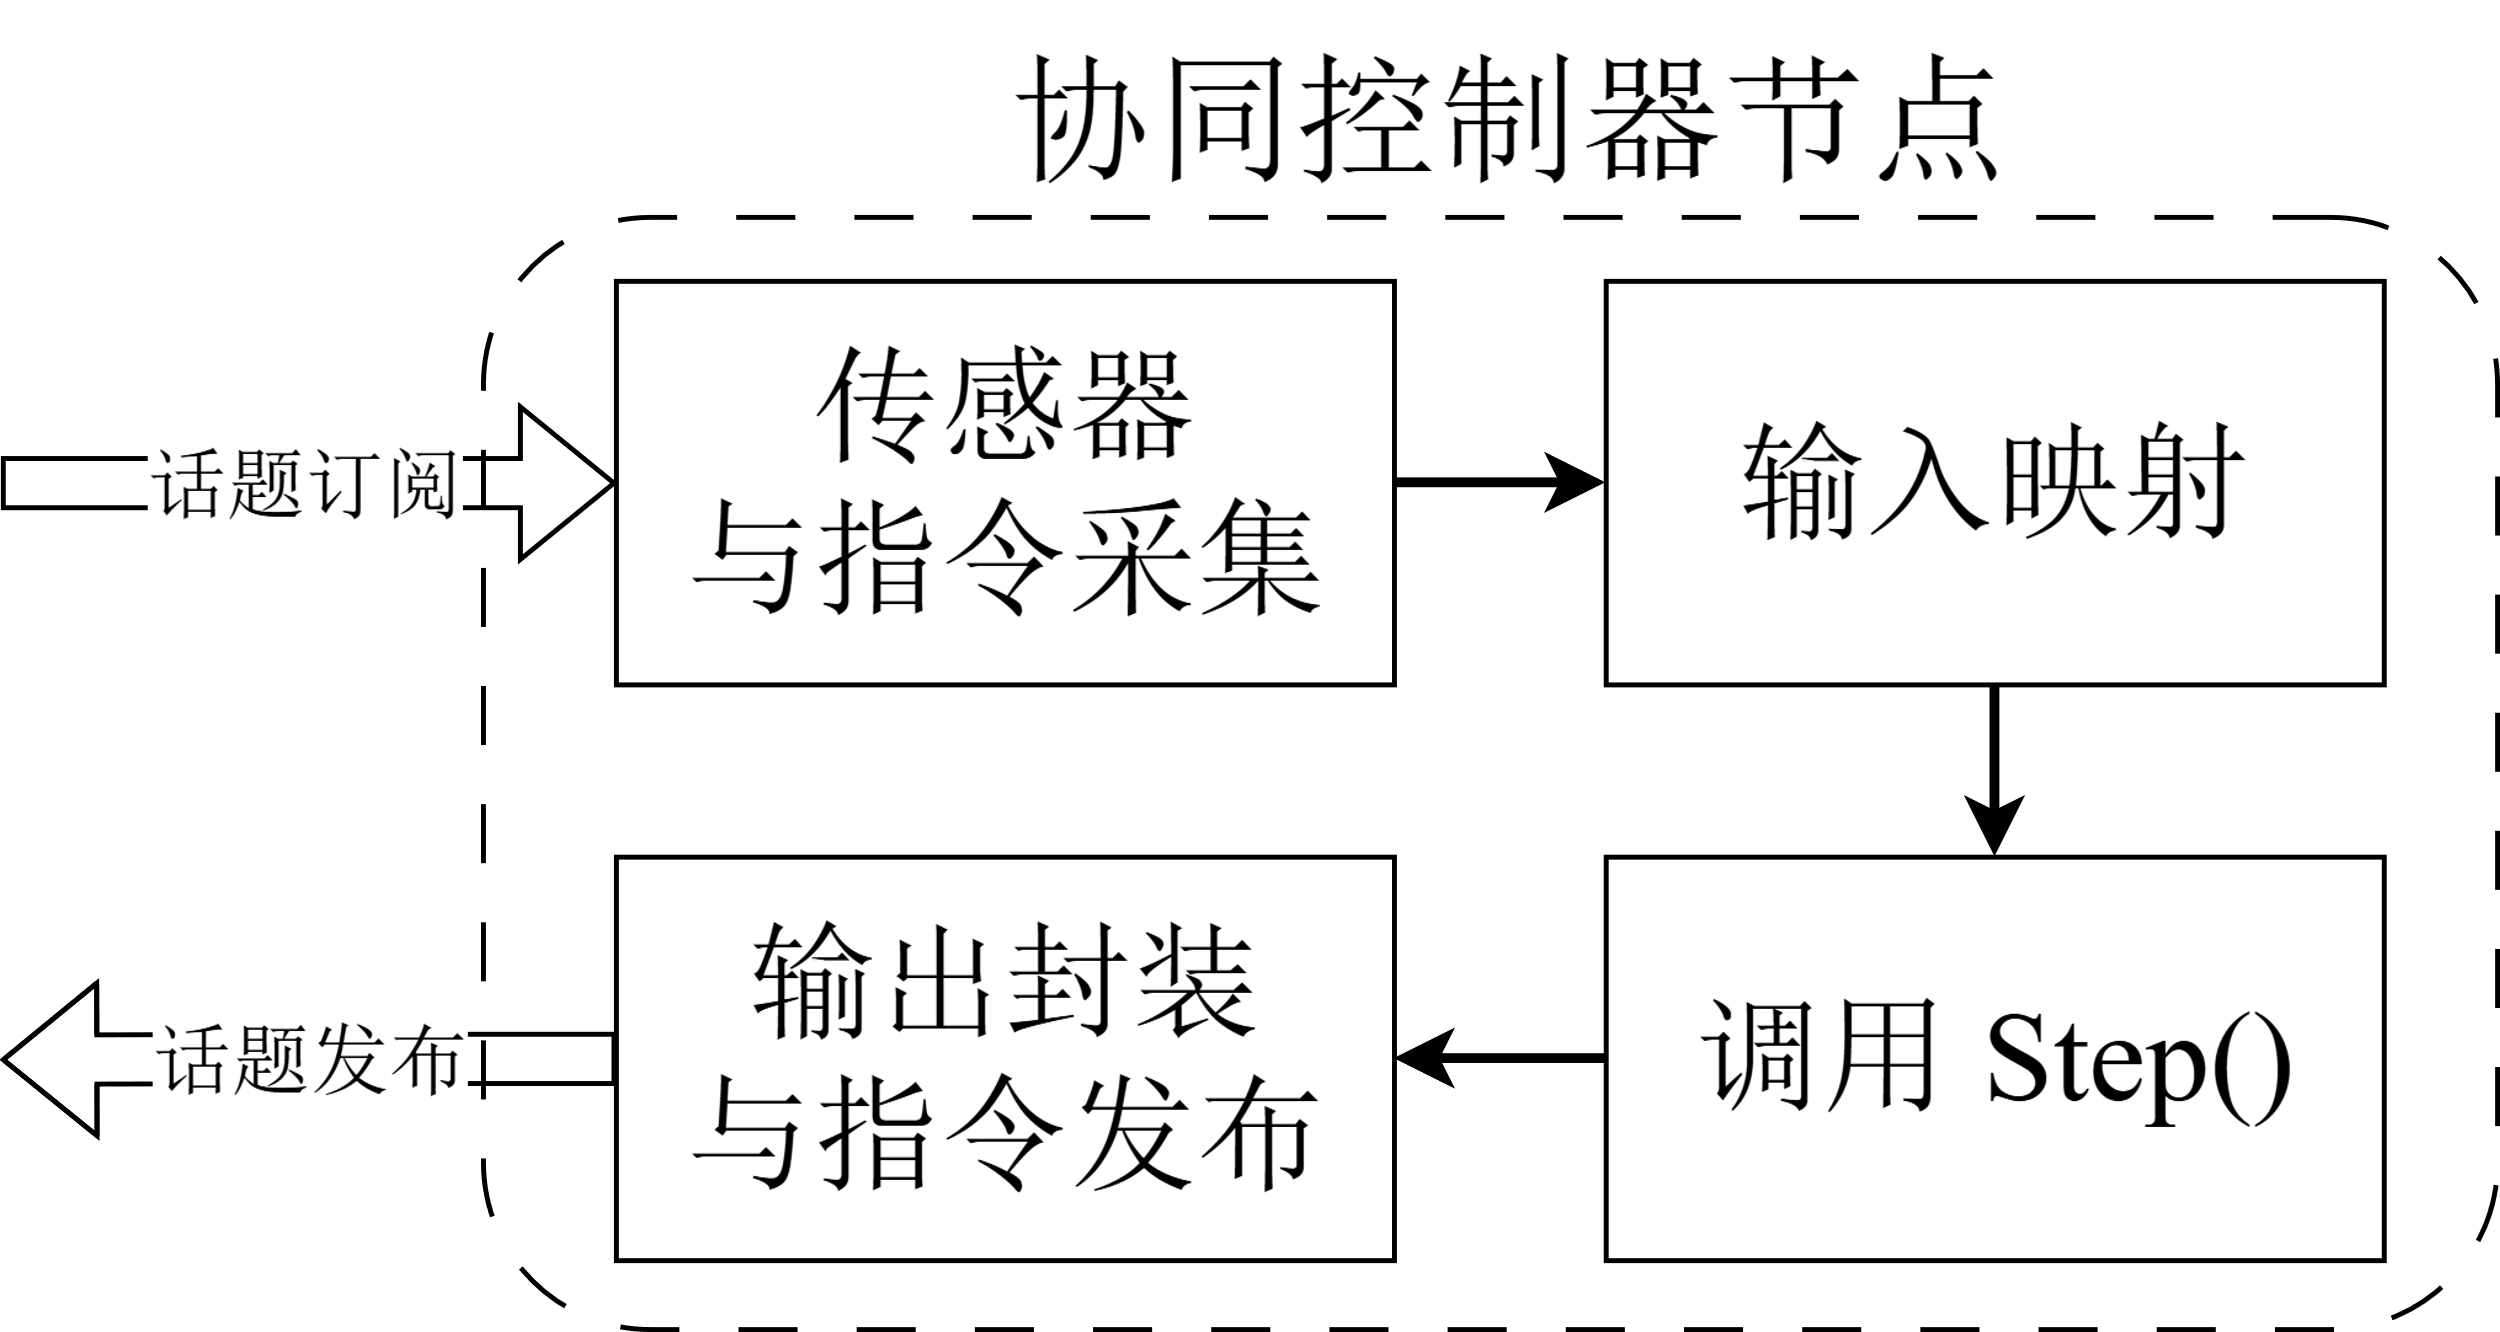 协同控制器节点
话题订阅
传感器
与指令采集
输入映射
调用 Step()
输出封装
与指令发布
话题发布